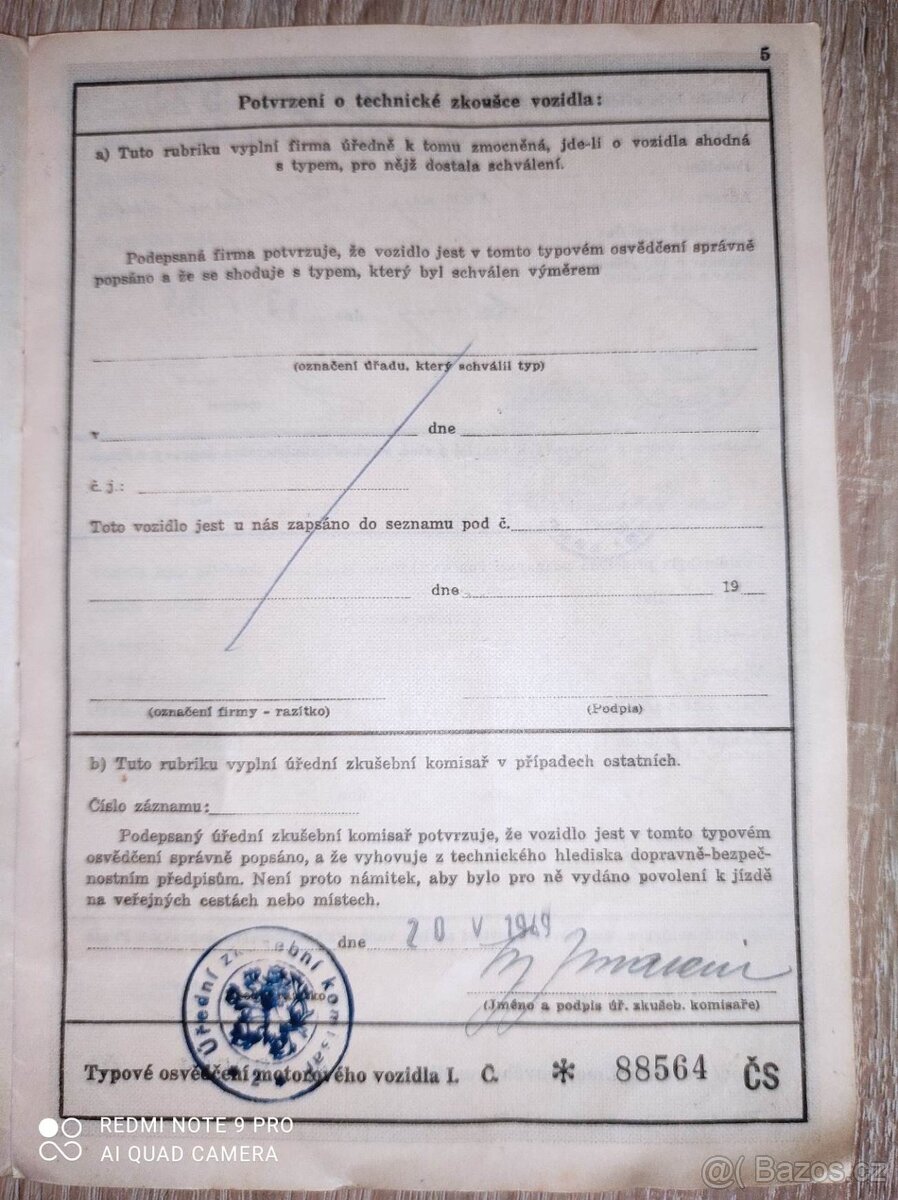 5
Potvrzení o technické zkoušce vozidla:
a) Tuto rubriku vyplní firma úředně k tomu zmocněná, jde-li o vozidla shodná
s typem, pro nějž dostala schválení.
Podepsaná firma potvrzuje, že vozidlo jest v tomto typovém osvědčení správně
popsáno a že se shoduje s typem, který byl schválen výměrem
(označení úřadu, který schválil typ)
v dne
č. j.:
Toto vozidlo jest u nás zapsáno do seznamu pod č.
dne 19
(označení firmy - razítko) (Podpis)
b) Tuto rubriku vyplní úřední zkušební komisař v případech ostatních.
Číslo záznamu:
Podepsaný úřední zkušební komisař potvrzuje, že vozidlo jest v tomto typovém
osvědčení správně popsáno, a že vyhovuje z technického hlediska dopravně-bezpeč-
nostním předpisům. Není proto námitek, aby bylo pro ně vydáno povolení k jízdě
na veřejných cestách nebo místech.
dne 20 V 1949
Úřední zkušební komisař
(Jméno a podpis úř. zkušeb. komisaře)
Typové osvědčení motorového vozidla I. Č. * 88564 ČS
REDMI NOTE 9 PRO
AI QUAD CAMERA
@( Bazos.cz